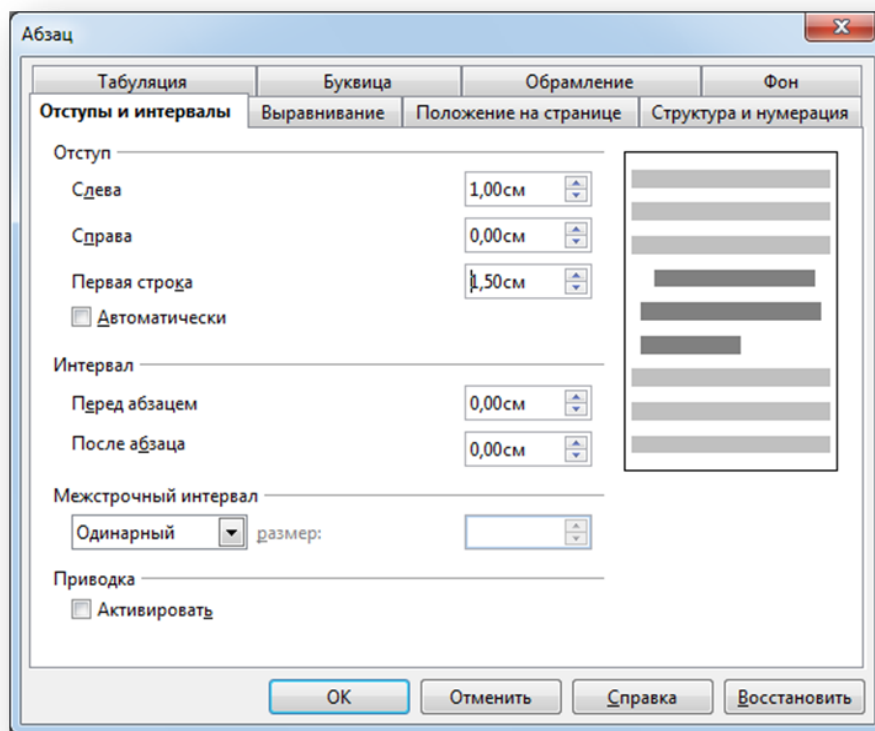 Абзац
Табуляция Буквица Обрамление Фон
Отступы и интервалы Выравнивание Положение на странице Структура и нумерация
Отступ
Слева 1,00см
Справа 0,00см
Первая строка 1,50см
Автоматически
Интервал
Перед абзацем 0,00см
После абзаца 0,00см
Межстрочный интервал
Одинарный размер:
Приводка
Активировать
ОК Отменить Справка Восстановить